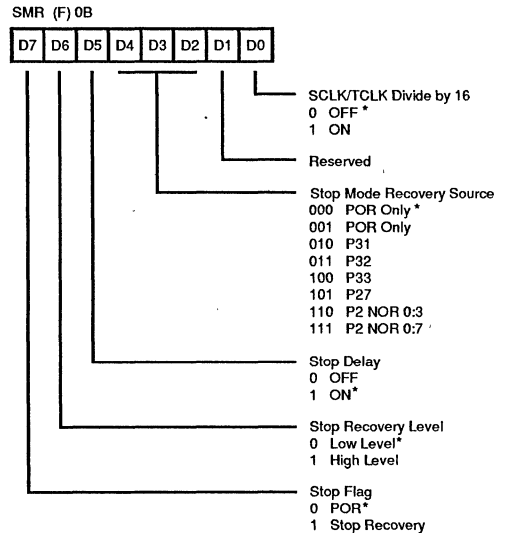 SMR (F) 0B
D7 D6 D5 D4 D3 D2 D1 D0
SCLK/TCLK Divide by 16
0 OFF *
1 ON
Reserved
Stop Mode Recovery Source
000 POR Only *
001 POR Only
010 P31
011 P32
100 P33
101 P27
110 P2 NOR 0:3
111 P2 NOR 0:7
Stop Delay
0 OFF
1 ON*
Stop Recovery Level
0 Low Level*
1 High Level
Stop Flag
0 POR*
1 Stop Recovery